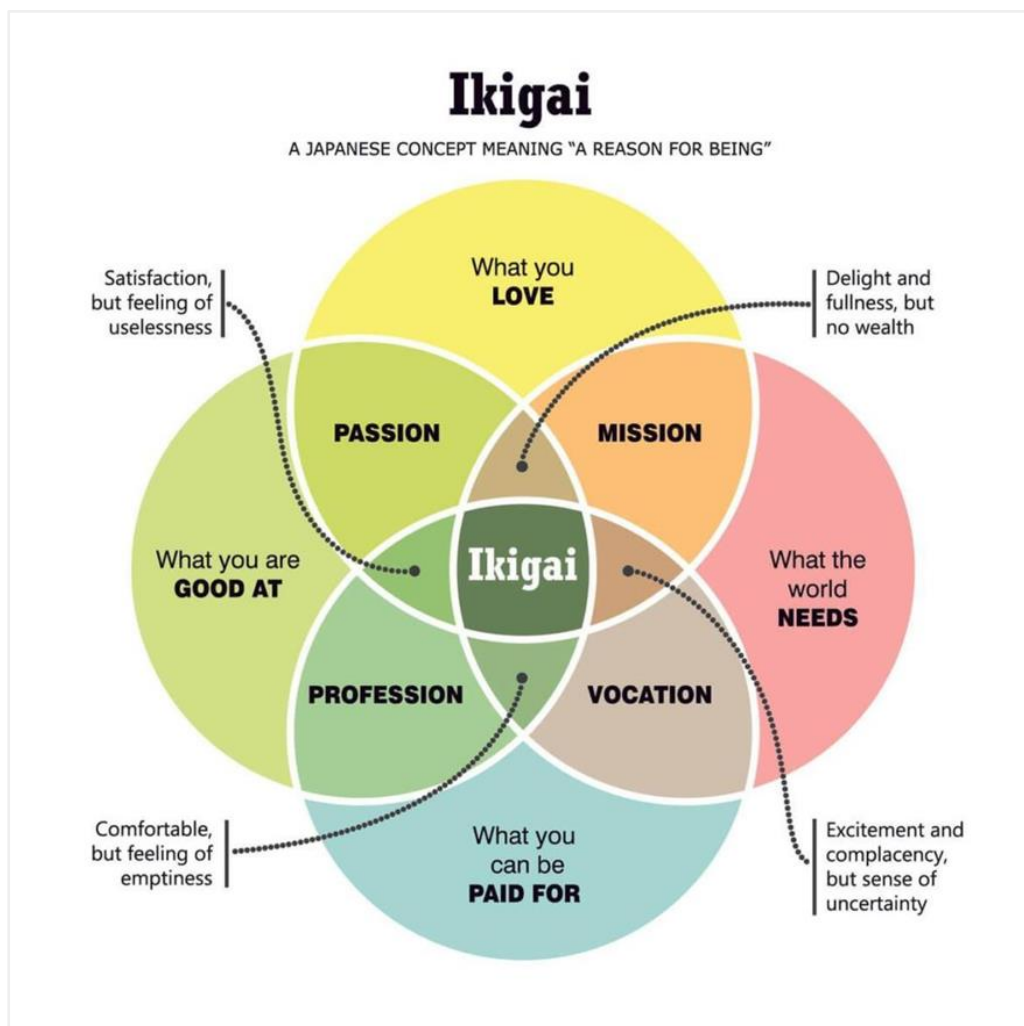 Ikigai
A JAPANESE CONCEPT MEANING “A REASON FOR BEING”
What you
LOVE
Satisfaction,
but feeling of
uselessness
Delight and
fullness, but
no wealth
PASSION
MISSION
What you are
GOOD AT
Ikigai
What the
world
NEEDS
PROFESSION
VOCATION
What you
can be
PAID FOR
Comfortable,
but feeling of
emptiness
Excitement and
complacency,
but sense of
uncertainty